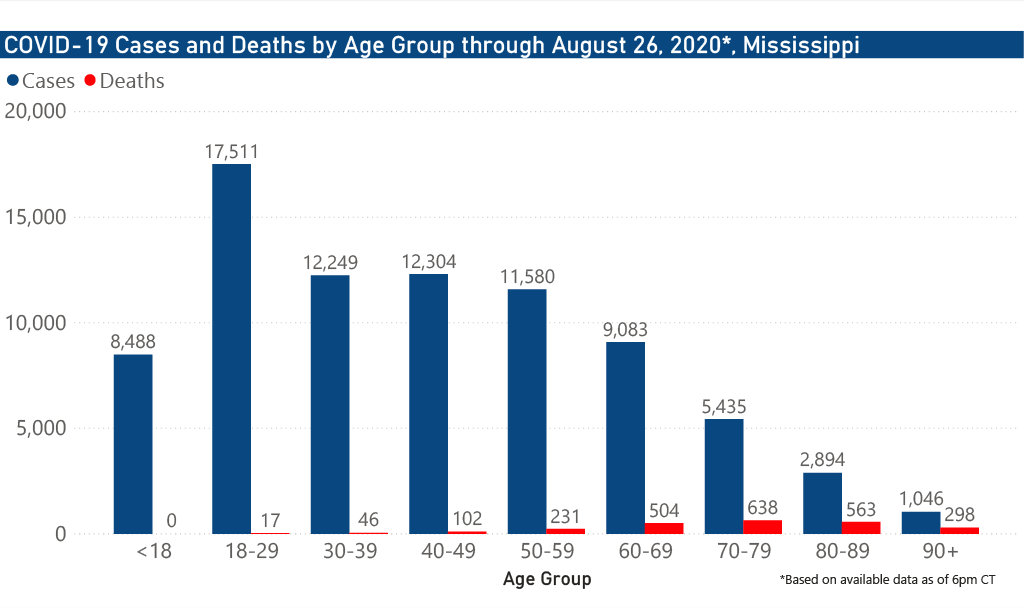 COVID-19 Cases and Deaths by Age Group through August 26, 2020*, Mississippi
Cases Deaths
20,000
17,511
15,000
12,249 12,304
11,580
10,000
9,083
8,488
5,435
5,000
2,894
1,046
0 17 46 102 231 504 638 563 298
0
<18 18-29 30-39 40-49 50-59 60-69 70-79 80-89 90+
Age Group
*Based on available data as of 6pm CT